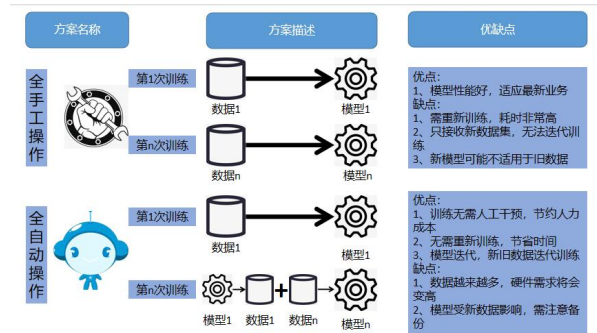 方案名称
方案描述
优缺点
全手工操作
第1次训练
数据1
模型1
第n次训练
数据n
模型n
优点:
1、模型性能好,适应最新业务
缺点:
1、需重新训练,耗时非常高
2、只接收新数据集,无法迭代训
练
3、新模型可能不适用于旧数据
全自动操作
第1次训练
数据1
模型1
第n次训练
模型1
数据1
+
数据n
模型n
优点:
1、训练无需人工干预,节约人力
成本
2、无需重新训练,节省时间
3、模型迭代,新旧数据迭代训练
缺点:
1、数据越来越多,硬件需求将会
变高
2、模型受新数据影响,需注意备
份